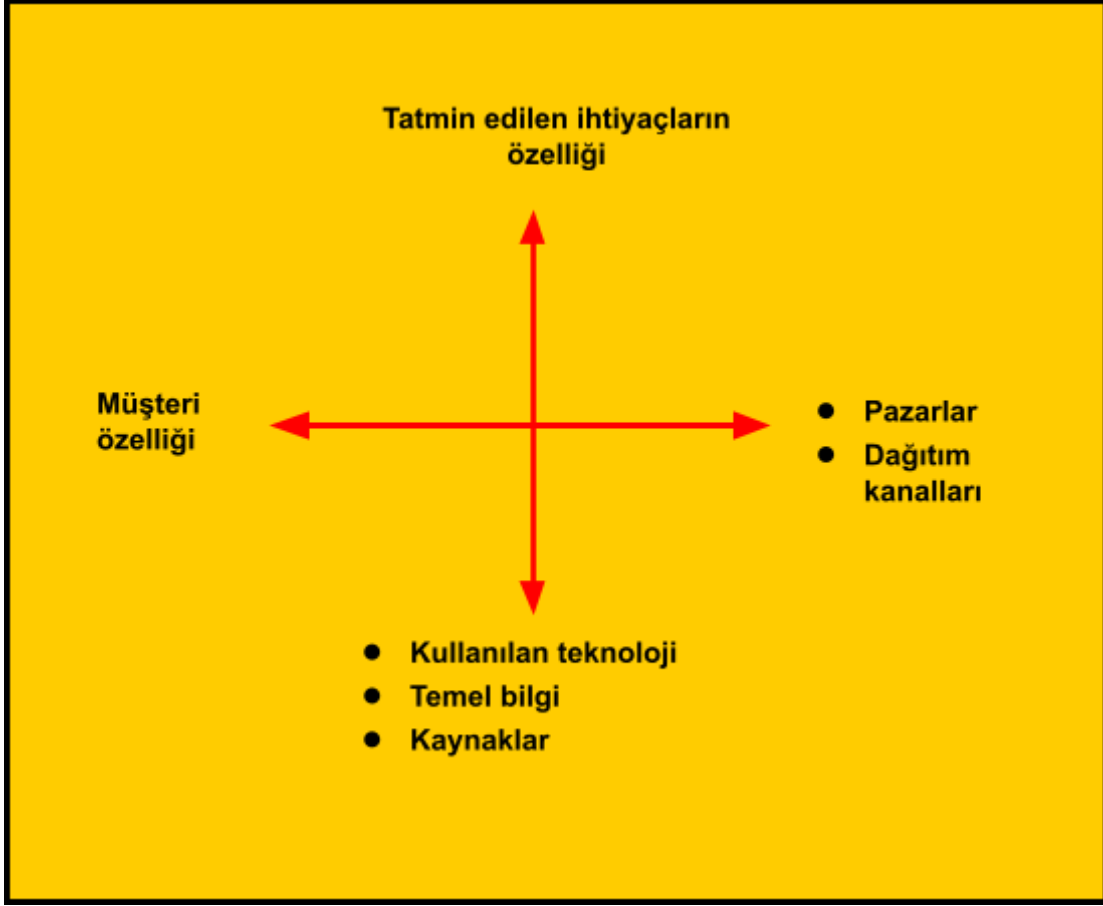 Tatmin edilen ihtiyaçların
özelliği
Müşteri
özelliği
● Pazarlar
● Dağıtım
kanalları
● Kullanılan teknoloji
● Temel bilgi
● Kaynaklar